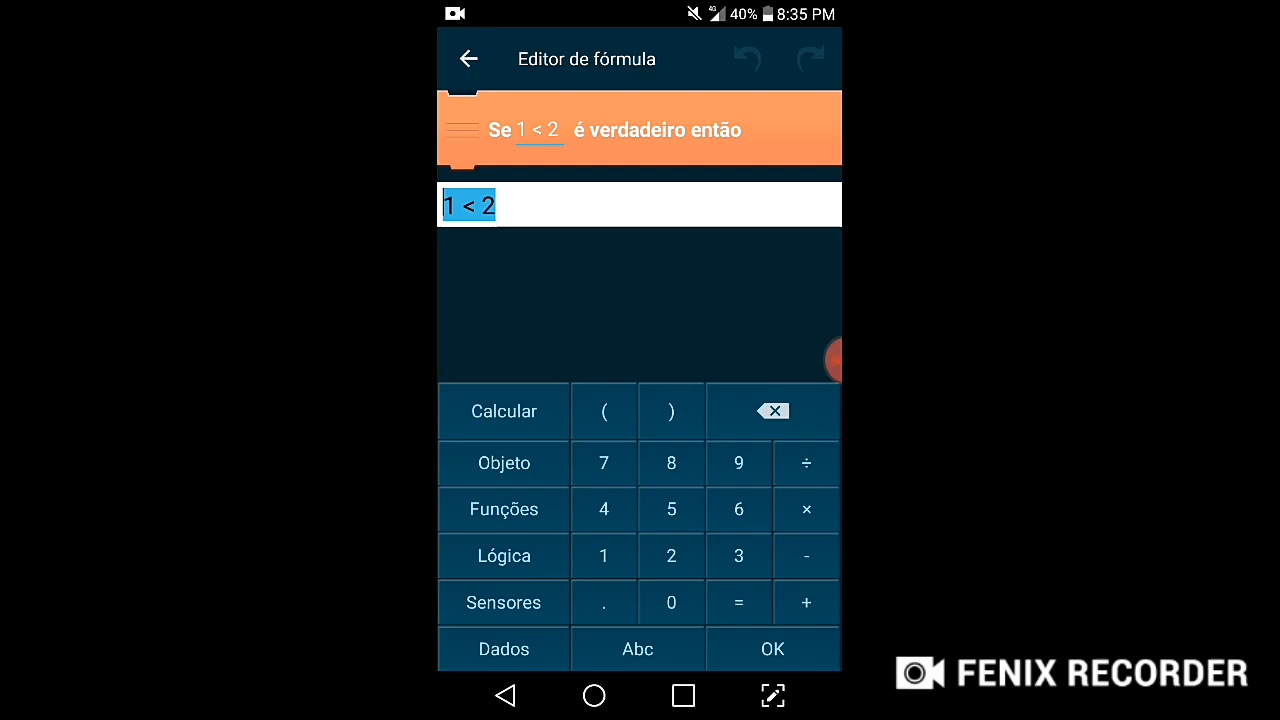 4G 40% 8:35 PM
Editor de fórmula
Se 1 < 2 é verdadeiro então
1 < 2
Calcular ( )
Objeto 7 8 9 ÷
Funções 4 5 6 ×
Lógica 1 2 3 -
Sensores . 0 = +
Dados Abc OK
FENIX RECORDER